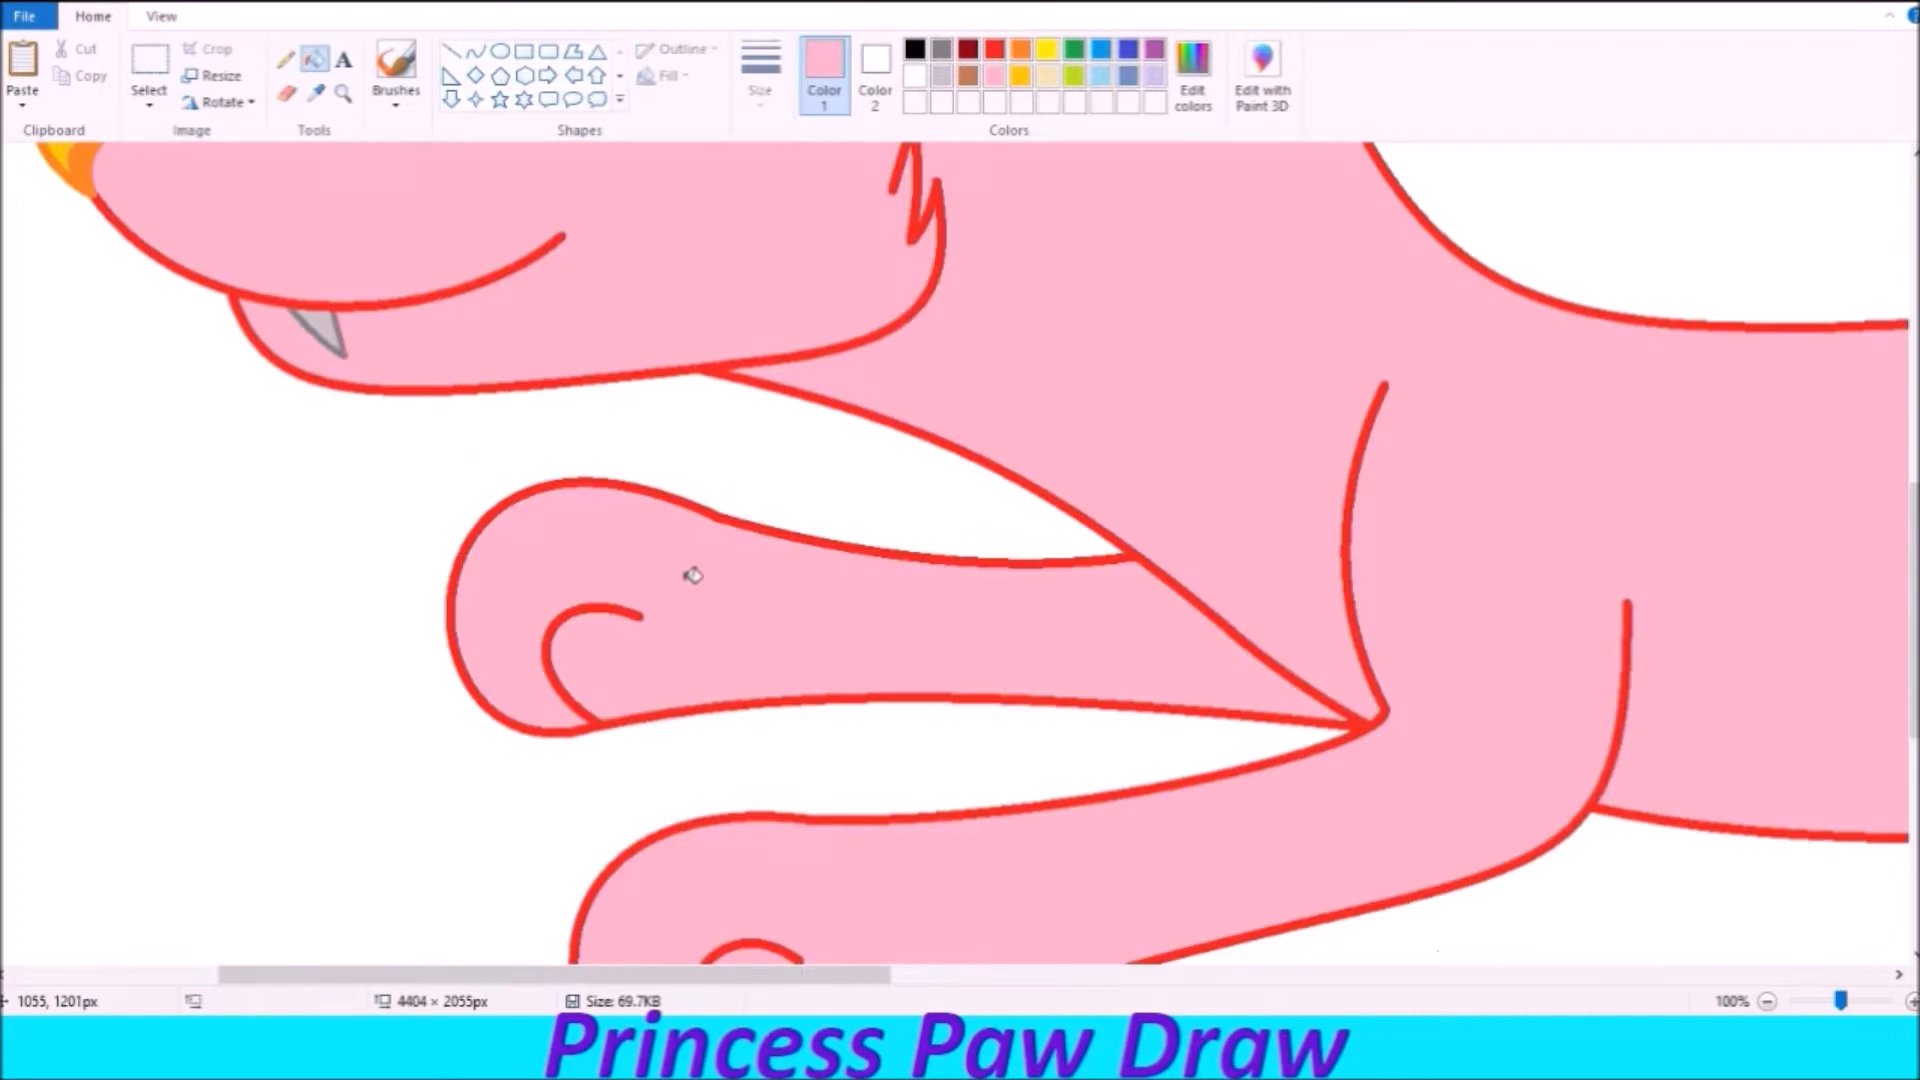 File Home View
Paste Cut Copy Clipboard
Select Crop Resize Rotate Image
A Tools
Brushes
Shapes Outline Fill
Size
Color 1
Color 2
Colors
Edit colors
Edit with Paint 3D
1055, 1201px
4404 × 2055px
Size: 69.7KB
100%
Princess Paw Draw